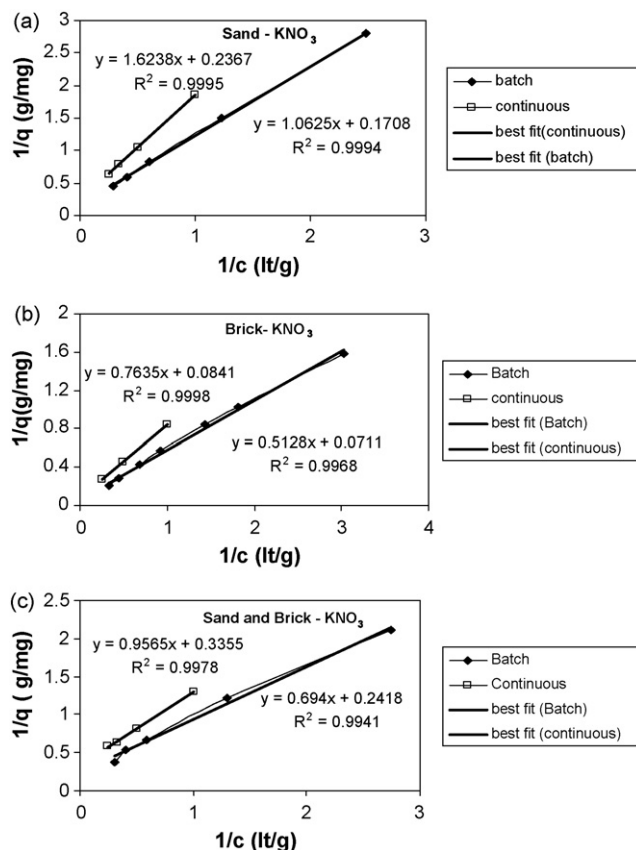 (a)
Sand - KNO3
y = 1.6238x + 0.2367
R2 = 0.9995
y = 1.0625x + 0.1708
R2 = 0.9994
3
2.5
2
1.5
1
0.5
0
0 1 2 3
1/q (g/mg)
1/c (lt/g)
batch
continuous
best fit(continuous)
best fit (batch)
(b)
Brick- KNO3
y = 0.7635x + 0.0841
R2 = 0.9998
y = 0.5128x + 0.0711
R2 = 0.9968
2
1.6
1.2
0.8
0.4
0
0 1 2 3 4
1/q(g/mg)
1/c (lt/g)
Batch
continuous
best fit (Batch)
best fit (continuous)
(c)
Sand and Brick - KNO3
y = 0.9565x + 0.3355
R2 = 0.9978
y = 0.694x + 0.2418
R2 = 0.9941
2.5
2
1.5
1
0.5
0
0 1 2 3
1/q ( g/mg)
1/c (lt/g)
Batch
Continuous
best fit (Batch)
best fit (continuous)